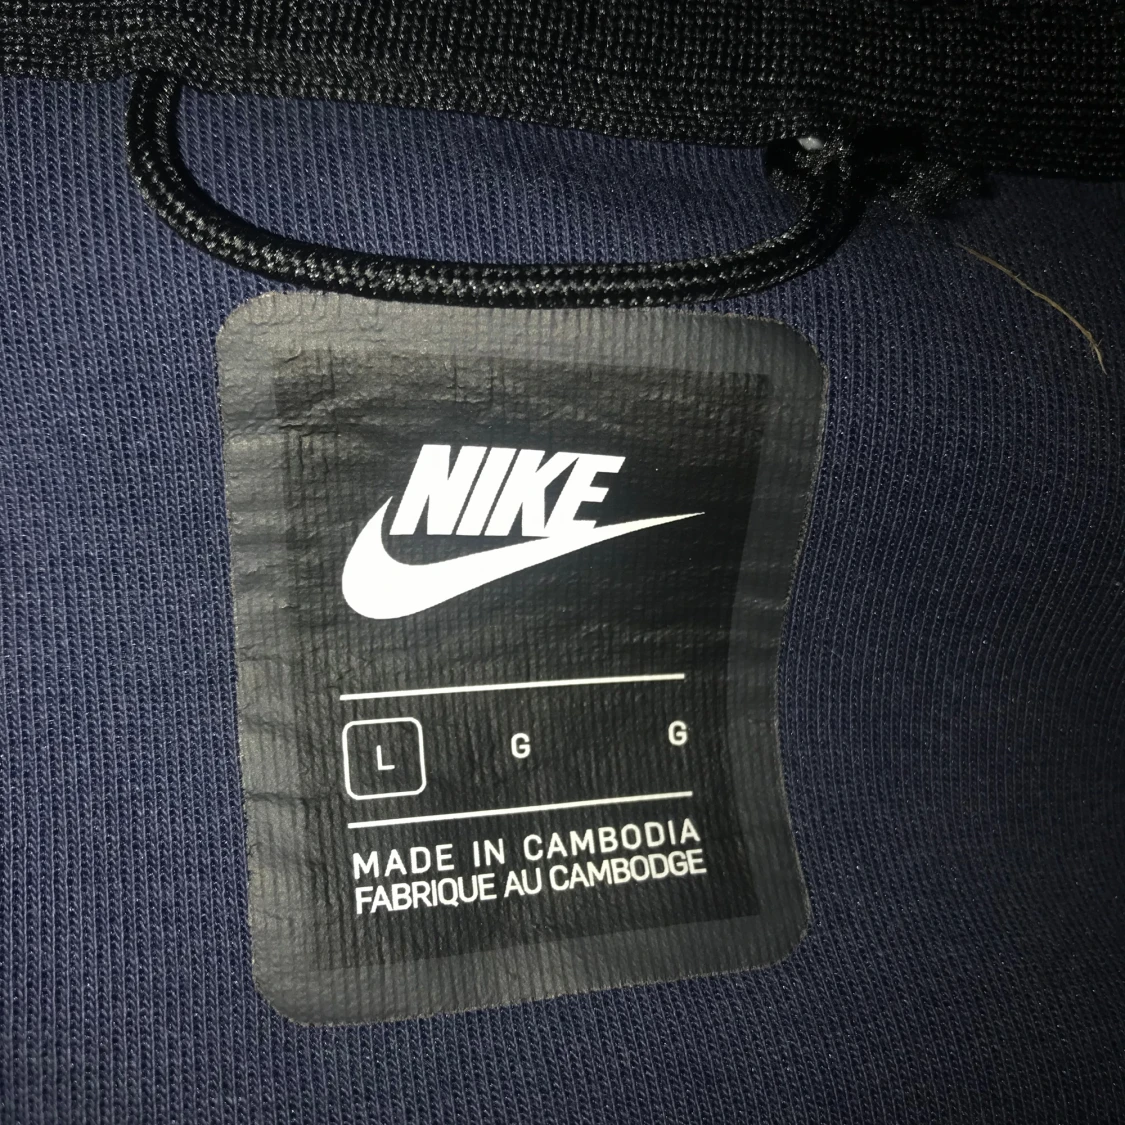 NIKE
L G G
MADE IN CAMBODIA
FABRIQUE AU CAMBODGE